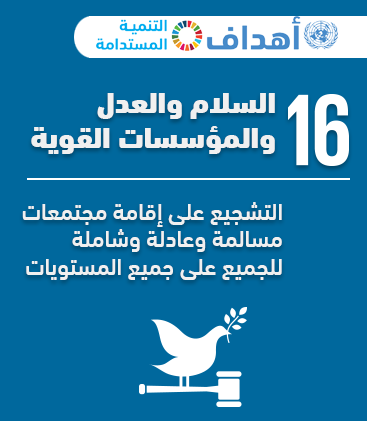 أهداف التنمية
المستدامة
16 السلام والعدل
والمؤسسات القوية
التشجيع على إقامة مجتمعات
مسالمة وعادلة وشاملة
للجميع على جميع المستويات